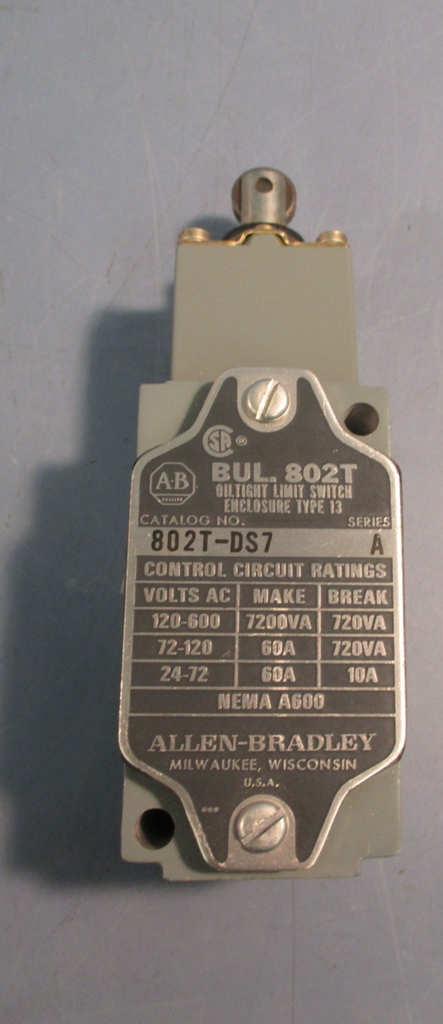 SA ®
A-B
BUL. 802T
OILTIGHT LIMIT SWITCH
ENCLOSURE TYPE 13
CATALOG NO. SERIES
802T-DS7 A
CONTROL CIRCUIT RATINGS
VOLTS AC MAKE BREAK
120-600 7200VA 720VA
72-120 60A 720VA
24-72 60A 10A
NEMA A600
ALLEN-BRADLEY
MILWAUKEE, WISCONSIN
U.S.A.